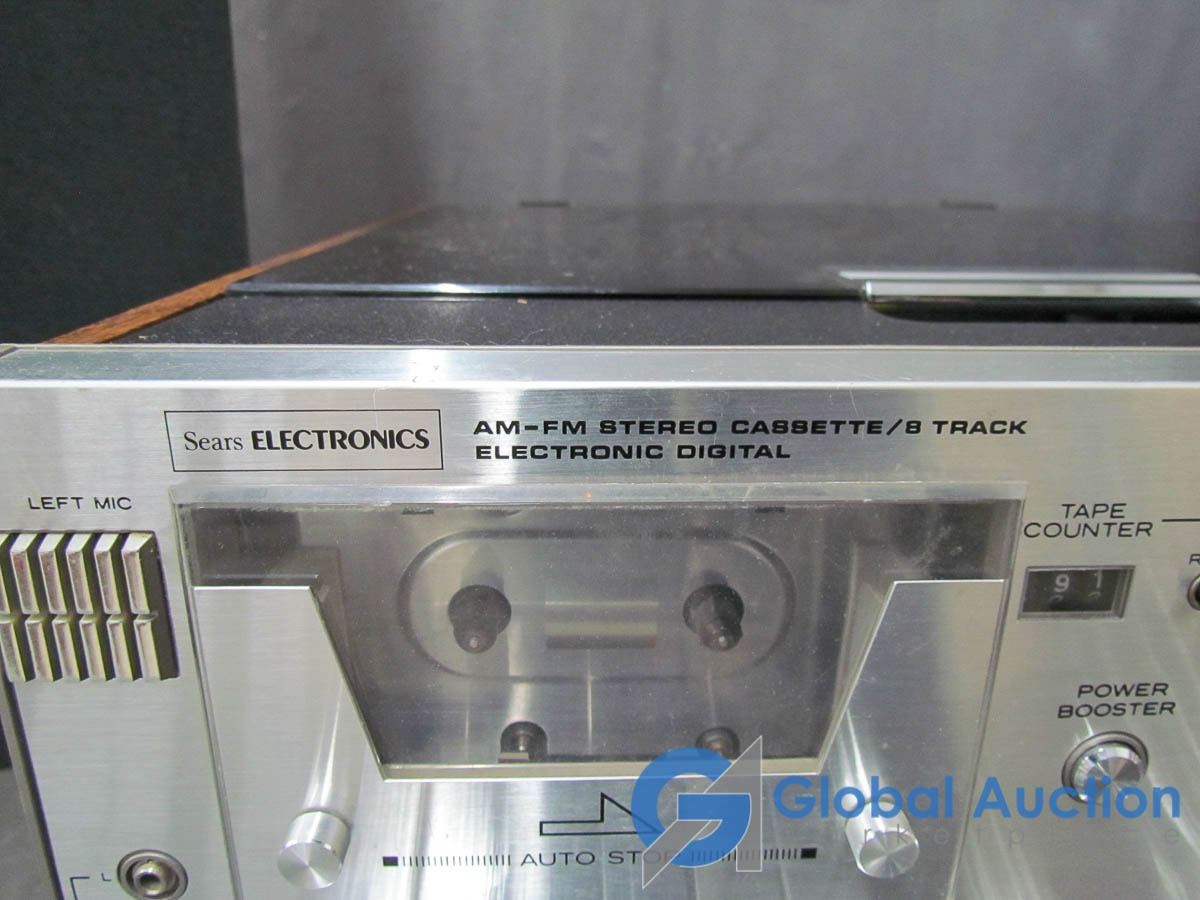 Sears ELECTRONICS
AM-FM STEREO CASSETTE/8 TRACK
ELECTRONIC DIGITAL
LEFT MIC
TAPE
COUNTER
R
9
POWER
BOOSTER
Global Auction
AUTO STOP
L